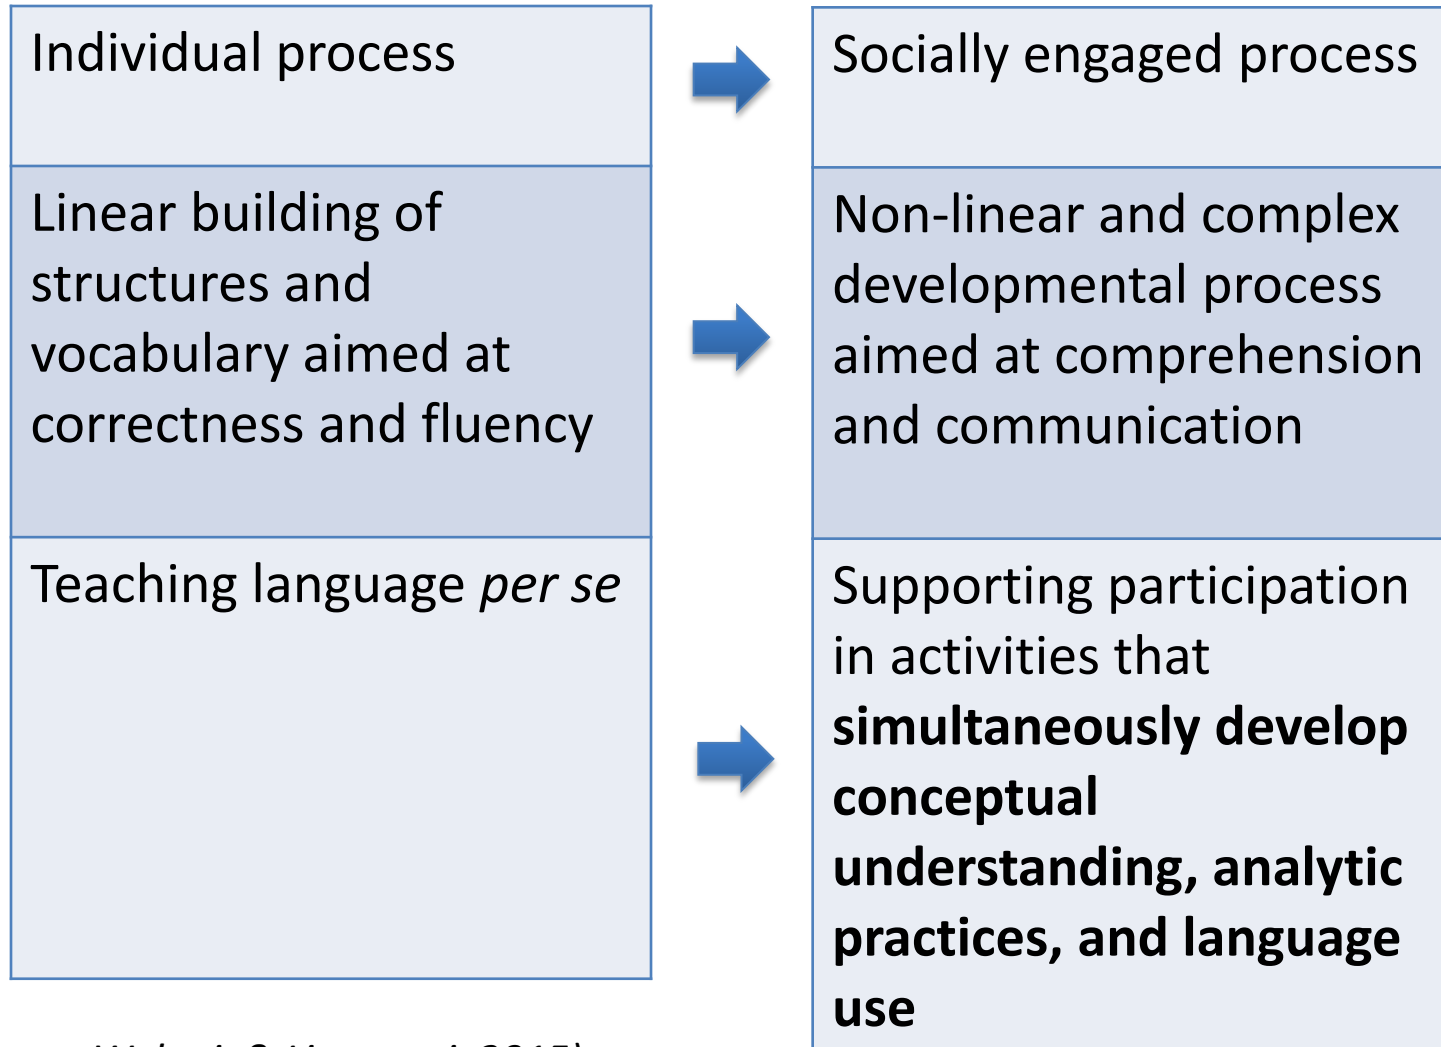 Individual process
Socially engaged process
Linear building of
structures and
vocabulary aimed at
correctness and fluency
Non-linear and complex
developmental process
aimed at comprehension
and communication
Teaching language per se
Supporting participation
in activities that
simultaneously develop
conceptual
understanding, analytic
practices, and language
use
2015)